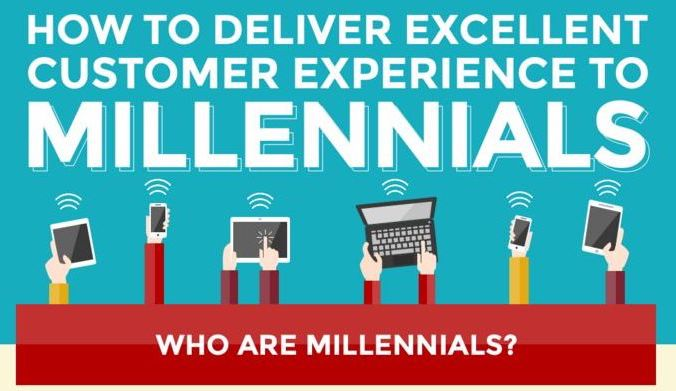 HOW TO DELIVER EXCELLENT
CUSTOMER EXPERIENCE TO
MILLENNIALS
WHO ARE MILLENNIALS?